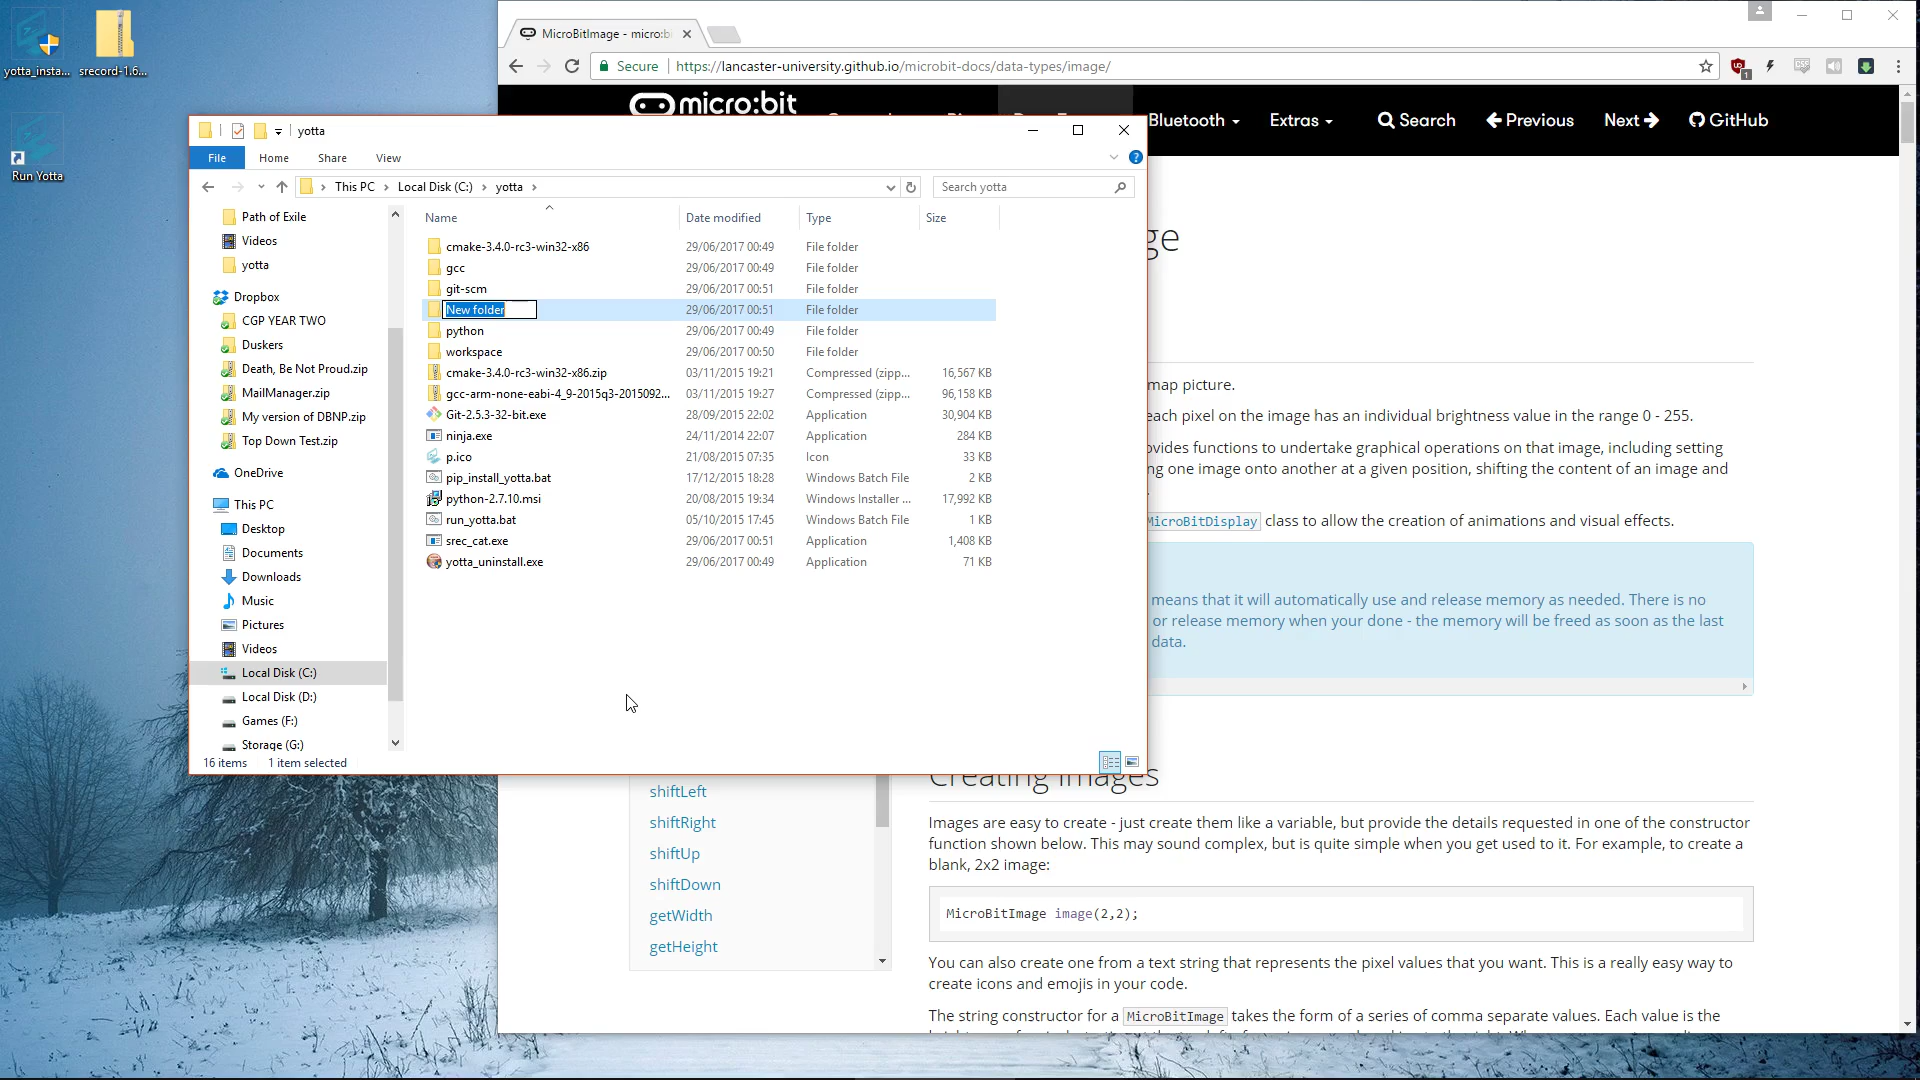 yotta_insta...
srecord-1.6...
Run Yotta
MicroBitImage - micro:b
Secure
https://lancaster-university.github.io/microbit-docs/data-types/image/
micro:bit
Bluetooth
Extras
Search
Previous
Next
GitHub
yotta
File
Home
Share
View
This PC
Local Disk (C:)
yotta
Search yotta
Path of Exile
Videos
yotta
Dropbox
CGP YEAR TWO
Duskers
Death, Be Not Proud.zip
MailManager.zip
My version of DBNP.zip
Top Down Test.zip
OneDrive
This PC
Desktop
Documents
Downloads
Music
Pictures
Videos
Local Disk (C:)
Local Disk (D:)
Games (F:)
Storage (G:)
Name Date modified Type Size
cmake-3.4.0-rc3-win32-x86 29/06/2017 00:49 File folder
gcc 29/06/2017 00:49 File folder
git-scm 29/06/2017 00:51 File folder
New folder 29/06/2017 00:51 File folder
python 29/06/2017 00:49 File folder
workspace 29/06/2017 00:50 File folder
cmake-3.4.0-rc3-win32-x86.zip 03/11/2015 19:21 Compressed (zipp... 16,567 KB
gcc-arm-none-eabi-4_9-2015q3-2015092... 03/11/2015 19:27 Compressed (zipp... 96,158 KB
Git-2.5.3-32-bit.exe 28/09/2015 22:02 Application 30,904 KB
ninja.exe 24/11/2014 22:07 Application 284 KB
p.ico 21/08/2015 07:35 Icon 33 KB
pip_install_yotta.bat 17/12/2015 18:28 Windows Batch File 2 KB
python-2.7.10.msi 20/08/2015 19:34 Windows Installer ... 17,992 KB
run_yotta.bat 05/10/2015 17:45 Windows Batch File 1 KB
srec_cat.exe 29/06/2017 00:51 Application 1,408 KB
yotta_uninstall.exe 29/06/2017 00:49 Application 71 KB
16 items
1 item selected
ge
map picture.
each pixel on the image has an individual brightness value in the range 0 - 255.
ovides functions to undertake graphical operations on that image, including setting
ng one image onto another at a given position, shifting the content of an image and
MicroBitDisplay class to allow the creation of animations and visual effects.
means that it will automatically use and release memory as needed. There is no
or release memory when your done - the memory will be freed as soon as the last
data.
shiftLeft
shiftRight
shiftUp
shiftDown
getWidth
getHeight
Creating Images
Images are easy to create - just create them like a variable, but provide the details requested in one of the constructor
function shown below. This may sound complex, but is quite simple when you get used to it. For example, to create a
blank, 2x2 image:
MicroBitImage image(2,2);
You can also create one from a text string that represents the pixel values that you want. This is a really easy way to
create icons and emojis in your code.
The string constructor for a MicroBitImage takes the form of a series of comma separate values. Each value is the